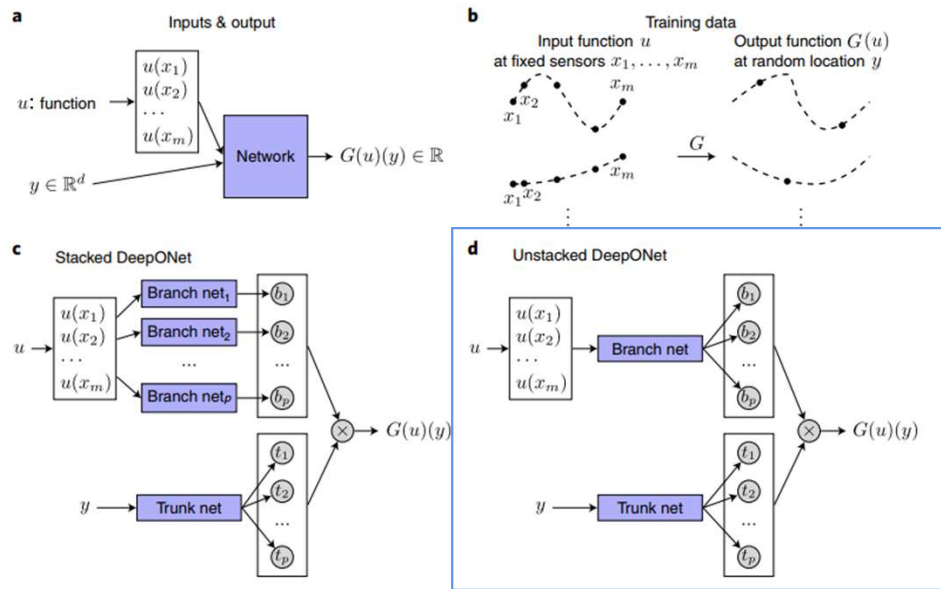 a
Inputs & output
u: function
u(x₁)
u(x₂)
...
u(xₘ)
y ∈ ℝᵈ
Network
G(u)(y) ∈ ℝ
b
Training data
Input function u
at fixed sensors x₁, . . . , xₘ
Output function G(u)
at random location y
x₁
x₂
xₘ
G
x₁x₂
xₘ
⋮
⋮
c
Stacked DeepONet
u
u(x₁)
u(x₂)
...
u(xₘ)
Branch net₁
Branch net₂
...
Branch netₚ
b₁
b₂
...
bₚ
×
G(u)(y)
y
Trunk net
t₁
t₂
...
tₚ
d
Unstacked DeepONet
u
u(x₁)
u(x₂)
...
u(xₘ)
Branch net
b₁
b₂
...
bₚ
×
G(u)(y)
y
Trunk net
t₁
t₂
...
tₚ